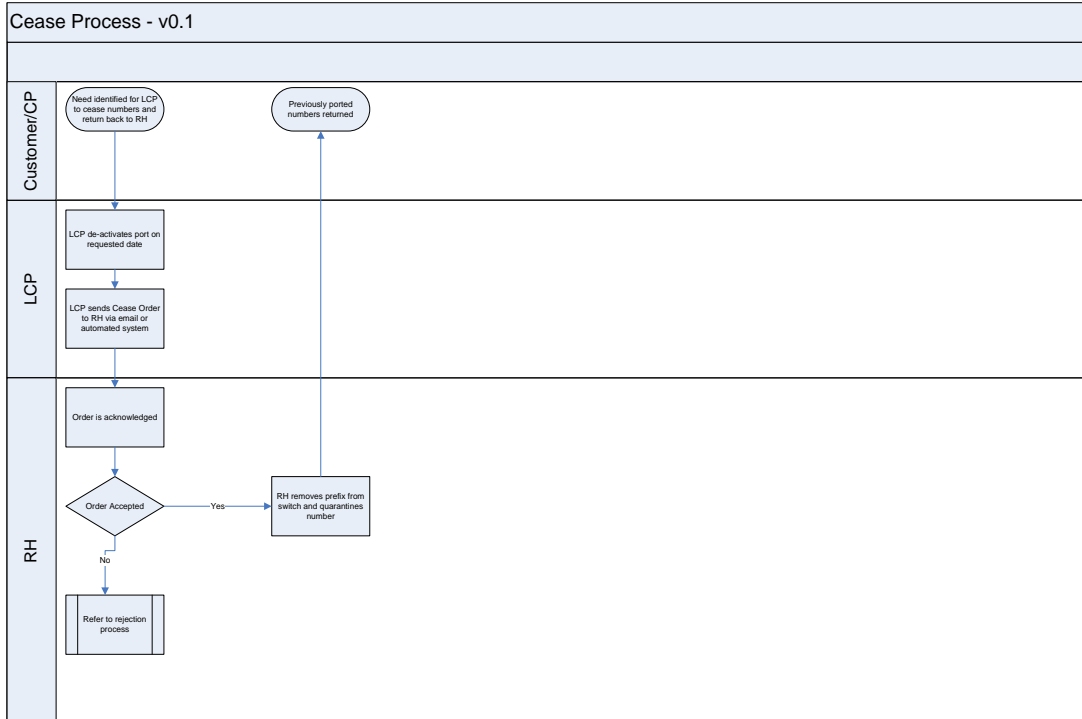 Cease Process - v0.1
Customer/CP
Need identified for LCP
to cease numbers and
return back to RH
Previously ported
numbers returned
LCP
LCP de-activates port on
requested date
LCP sends Cease Order
to RH via email or
automated system
RH
Order is acknowledged
Order Accepted
Yes
RH removes prefix from
switch and quarantines
number
No
Refer to rejection
process